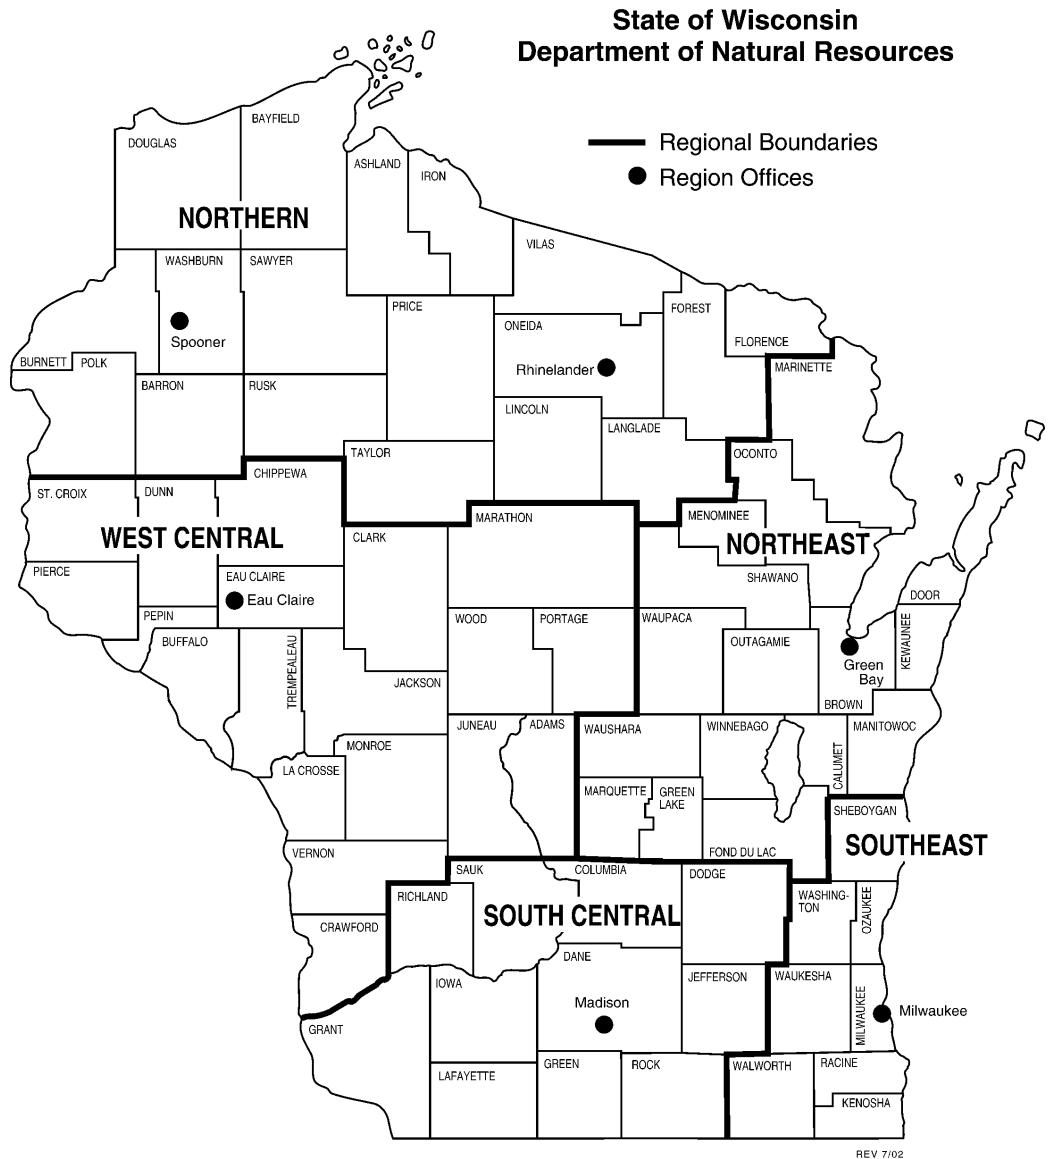 State of Wisconsin
Department of Natural Resources
Regional Boundaries
Region Offices
BAYFIELD
DOUGLAS
ASHLAND
IRON
NORTHERN
VILAS
WASHBURN
SAWYER
PRICE
FOREST
ONEIDA
Spooner
FLORENCE
BURNETT
POLK
Rhinelander
MARINETTE
BARRON
RUSK
LINCOLN
LANGLADE
TAYLOR
OCONTO
CHIPPEWA
ST. CROIX
DUNN
MENOMINEE
MARATHON
WEST CENTRAL
CLARK
NORTHEAST
PIERCE
EAU CLAIRE
SHAWANO
Eau Claire
DOOR
PEPIN
WOOD
PORTAGE
WAUPACA
BUFFALO
TREMPEALEAU
OUTAGAMIE
KEWAUNEE
Green
Bay
JACKSON
BROWN
JUNEAU
ADAMS
WAUSHARA
WINNEBAGO
MANITOWOC
MONROE
CALUMET
LA CROSSE
MARQUETTE
GREEN
LAKE
SHEBOYGAN
VERNON
FOND DU LAC
SOUTHEAST
SAUK
COLUMBIA
DODGE
RICHLAND
WASHING-
TON
OZAUKEE
SOUTH CENTRAL
CRAWFORD
DANE
IOWA
JEFFERSON
WAUKESHA
Madison
MILWAUKEE
Milwaukee
GRANT
LAFAYETTE
GREEN
ROCK
WALWORTH
RACINE
KENOSHA
REV 7/02